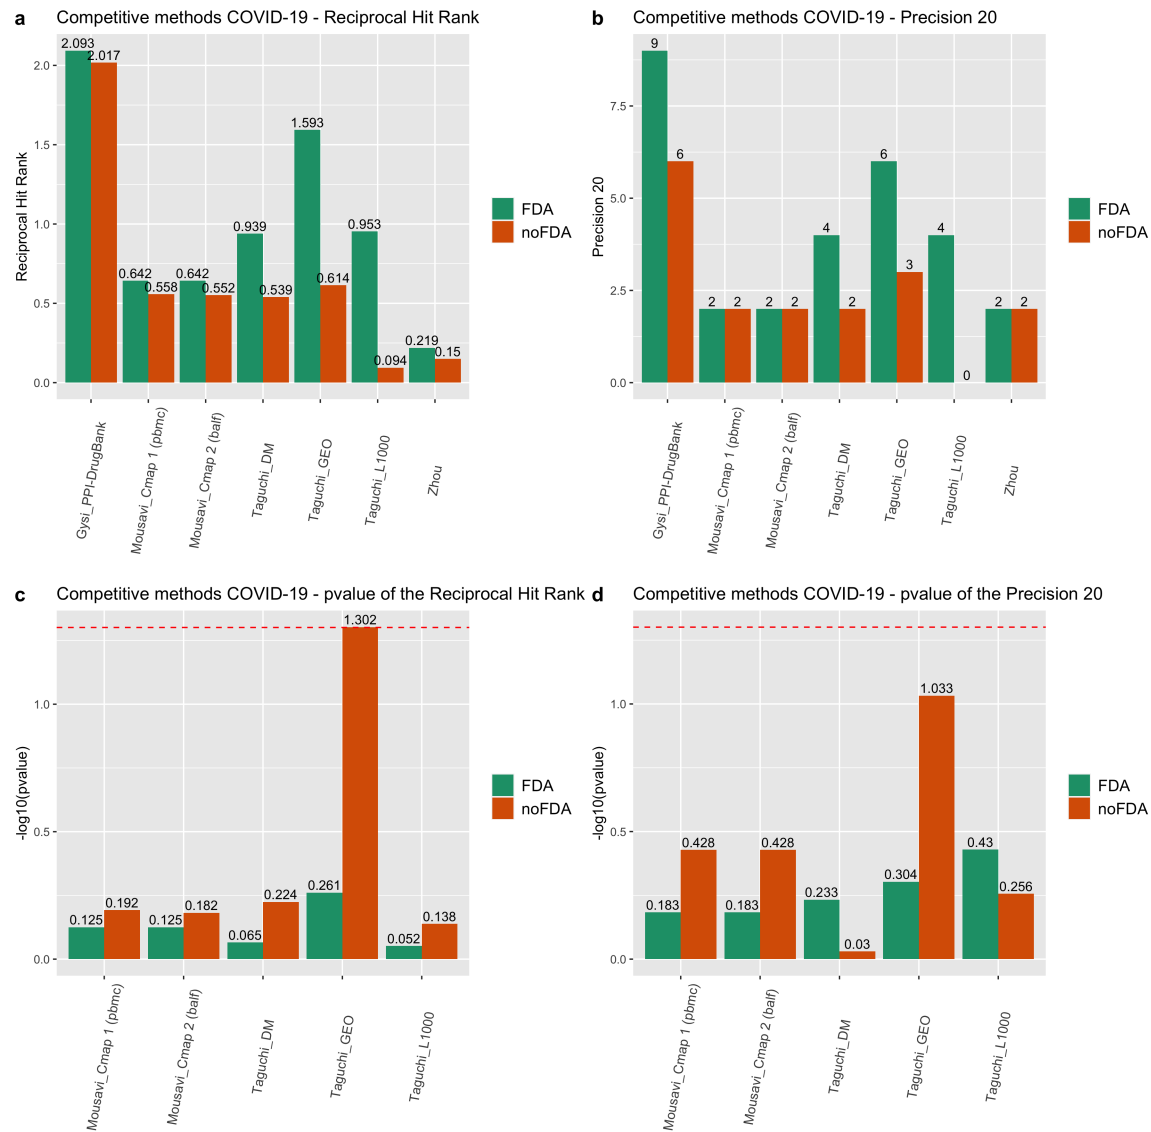 a
Competitive methods COVID-19 - Reciprocal Hit Rank
Reciprocal Hit Rank
2.0
1.5
1.0
0.5
0.0
2.093
2.017
0.642
0.558
0.642
0.552
0.939
0.539
1.593
0.614
0.953
0.094
0.219
0.15
Gysi_PPI-DrugBank
Mousavi_Cmap 1 (pbmc)
Mousavi_Cmap 2 (balf)
Taguchi_DM
Taguchi_GEO
Taguchi_L1000
Zhou
FDA
noFDA
b
Competitive methods COVID-19 - Precision 20
Precision 20
7.5
5.0
2.5
0.0
9
6
2
2
2
2
4
2
6
3
4
0
2
2
Gysi_PPI-DrugBank
Mousavi_Cmap 1 (pbmc)
Mousavi_Cmap 2 (balf)
Taguchi_DM
Taguchi_GEO
Taguchi_L1000
Zhou
FDA
noFDA
c
Competitive methods COVID-19 - pvalue of the Reciprocal Hit Rank
-log10(pvalue)
1.0
0.5
0.0
0.125
0.192
0.125
0.182
0.065
0.224
0.261
1.302
0.052
0.138
Mousavi_Cmap 1 (pbmc)
Mousavi_Cmap 2 (balf)
Taguchi_DM
Taguchi_GEO
Taguchi_L1000
FDA
noFDA
d
Competitive methods COVID-19 - pvalue of the Precision 20
-log10(pvalue)
1.0
0.5
0.0
0.183
0.428
0.183
0.428
0.233
0.03
0.304
1.033
0.43
0.256
Mousavi_Cmap 1 (pbmc)
Mousavi_Cmap 2 (balf)
Taguchi_DM
Taguchi_GEO
Taguchi_L1000
FDA
noFDA